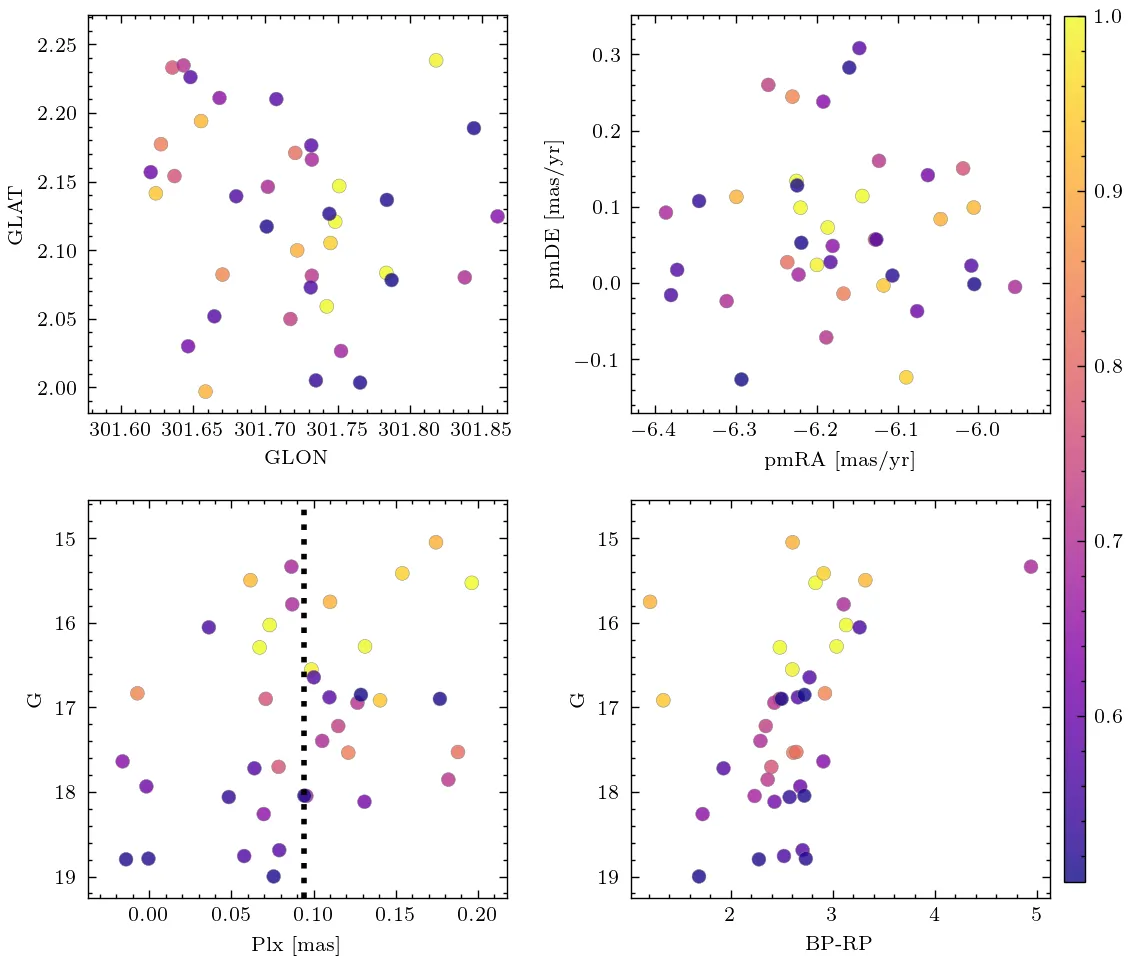 2.25
2.20
2.15
2.10
2.05
2.00
GLAT
301.60 301.65 301.70 301.75 301.80 301.85
GLON
0.3
0.2
0.1
0.0
−0.1
pmDE [mas/yr]
−6.4 −6.3 −6.2 −6.1 −6.0
pmRA [mas/yr]
1.0
0.9
0.8
0.7
0.6
15
16
17
18
19
G
0.00 0.05 0.10 0.15 0.20
Plx [mas]
15
16
17
18
19
G
2 3 4 5
BP-RP